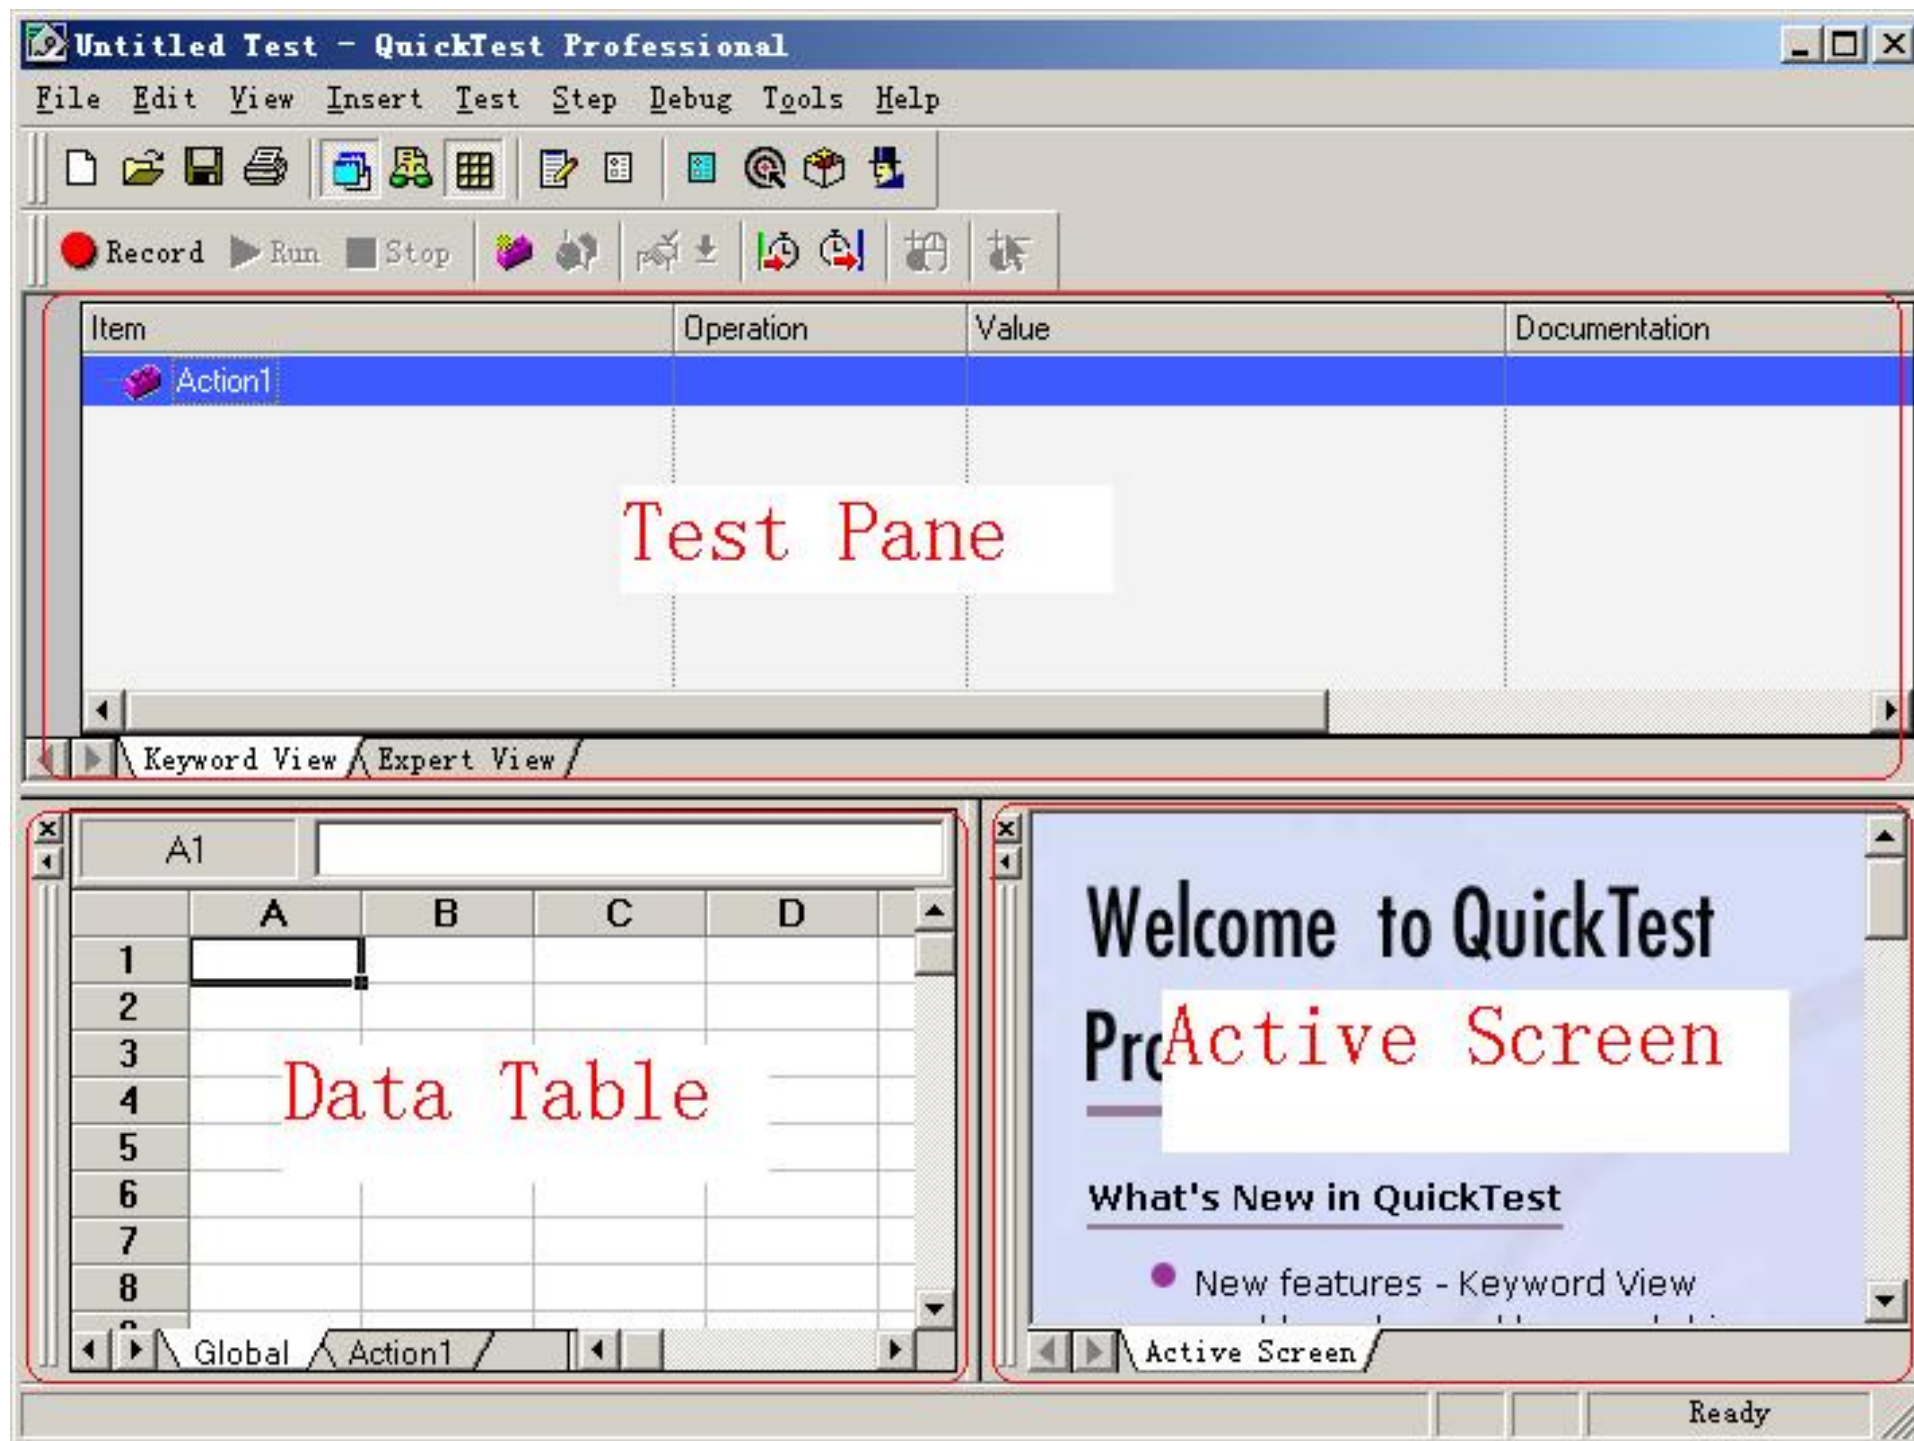 Untitled Test - QuickTest Professional
File Edit View Insert Test Step Debug Tools Help
Record Run Stop
Item Operation Value Documentation
Action1
Test Pane
Keyword View Expert View
A1
A B C D
1
2
3
4
5
6
7
8
Data Table
Global Action1
Welcome to QuickTest
Active Screen
What's New in QuickTest
New features - Keyword View
Active Screen
Ready